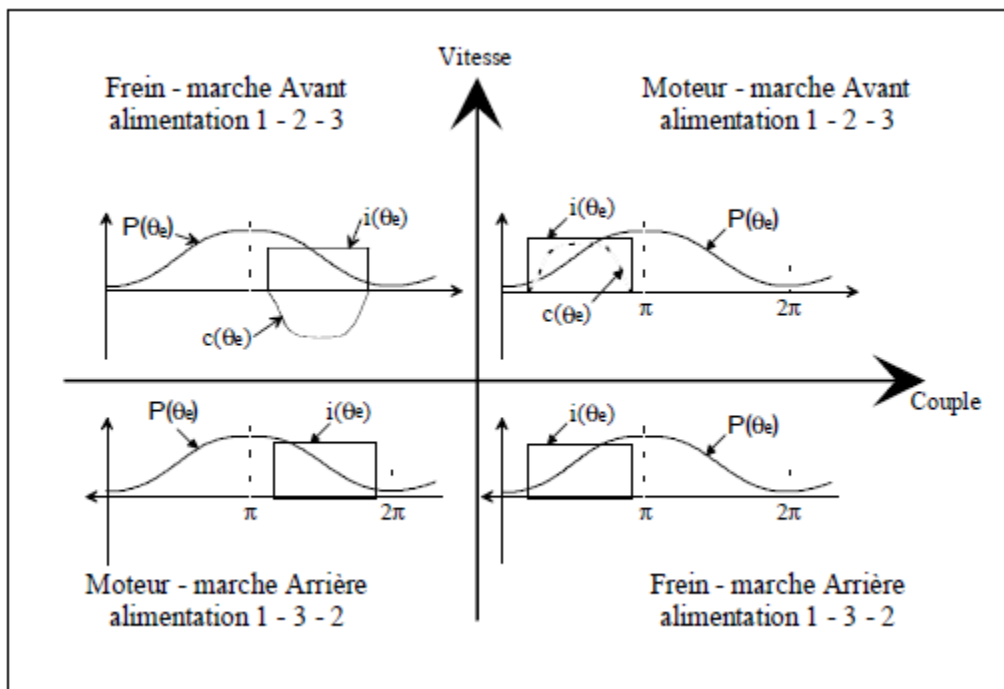 Vitesse
Frein - marche Avant
alimentation 1 - 2 - 3
Moteur - marche Avant
alimentation 1 - 2 - 3
P(θe)
i(θe)
c(θe)
i(θe)
P(θe)
c(θe)
π
2π
Couple
P(θe)
i(θe)
π
2π
i(θe)
P(θe)
π
2π
Moteur - marche Arrière
alimentation 1 - 3 - 2
Frein - marche Arrière
alimentation 1 - 3 - 2